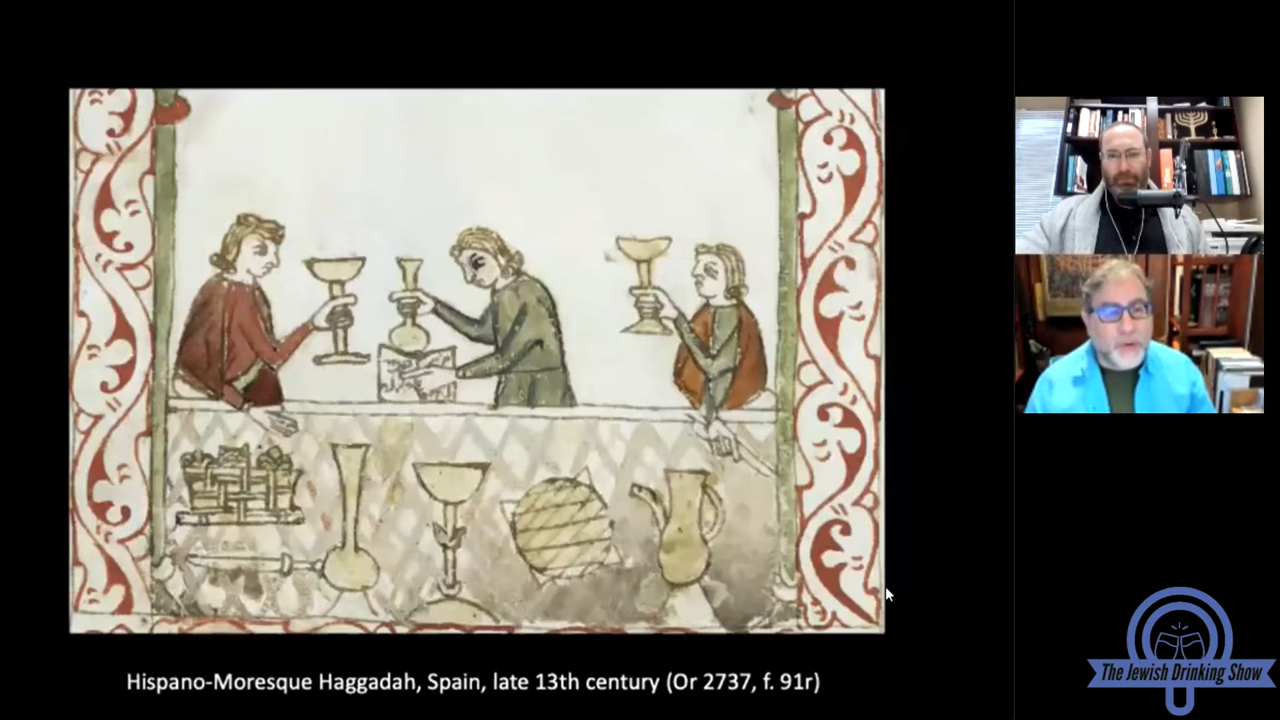 Hispano-Moresque Haggadah, Spain, late 13th century (Or 2737, f. 91r)
The Jewish Drinking Show